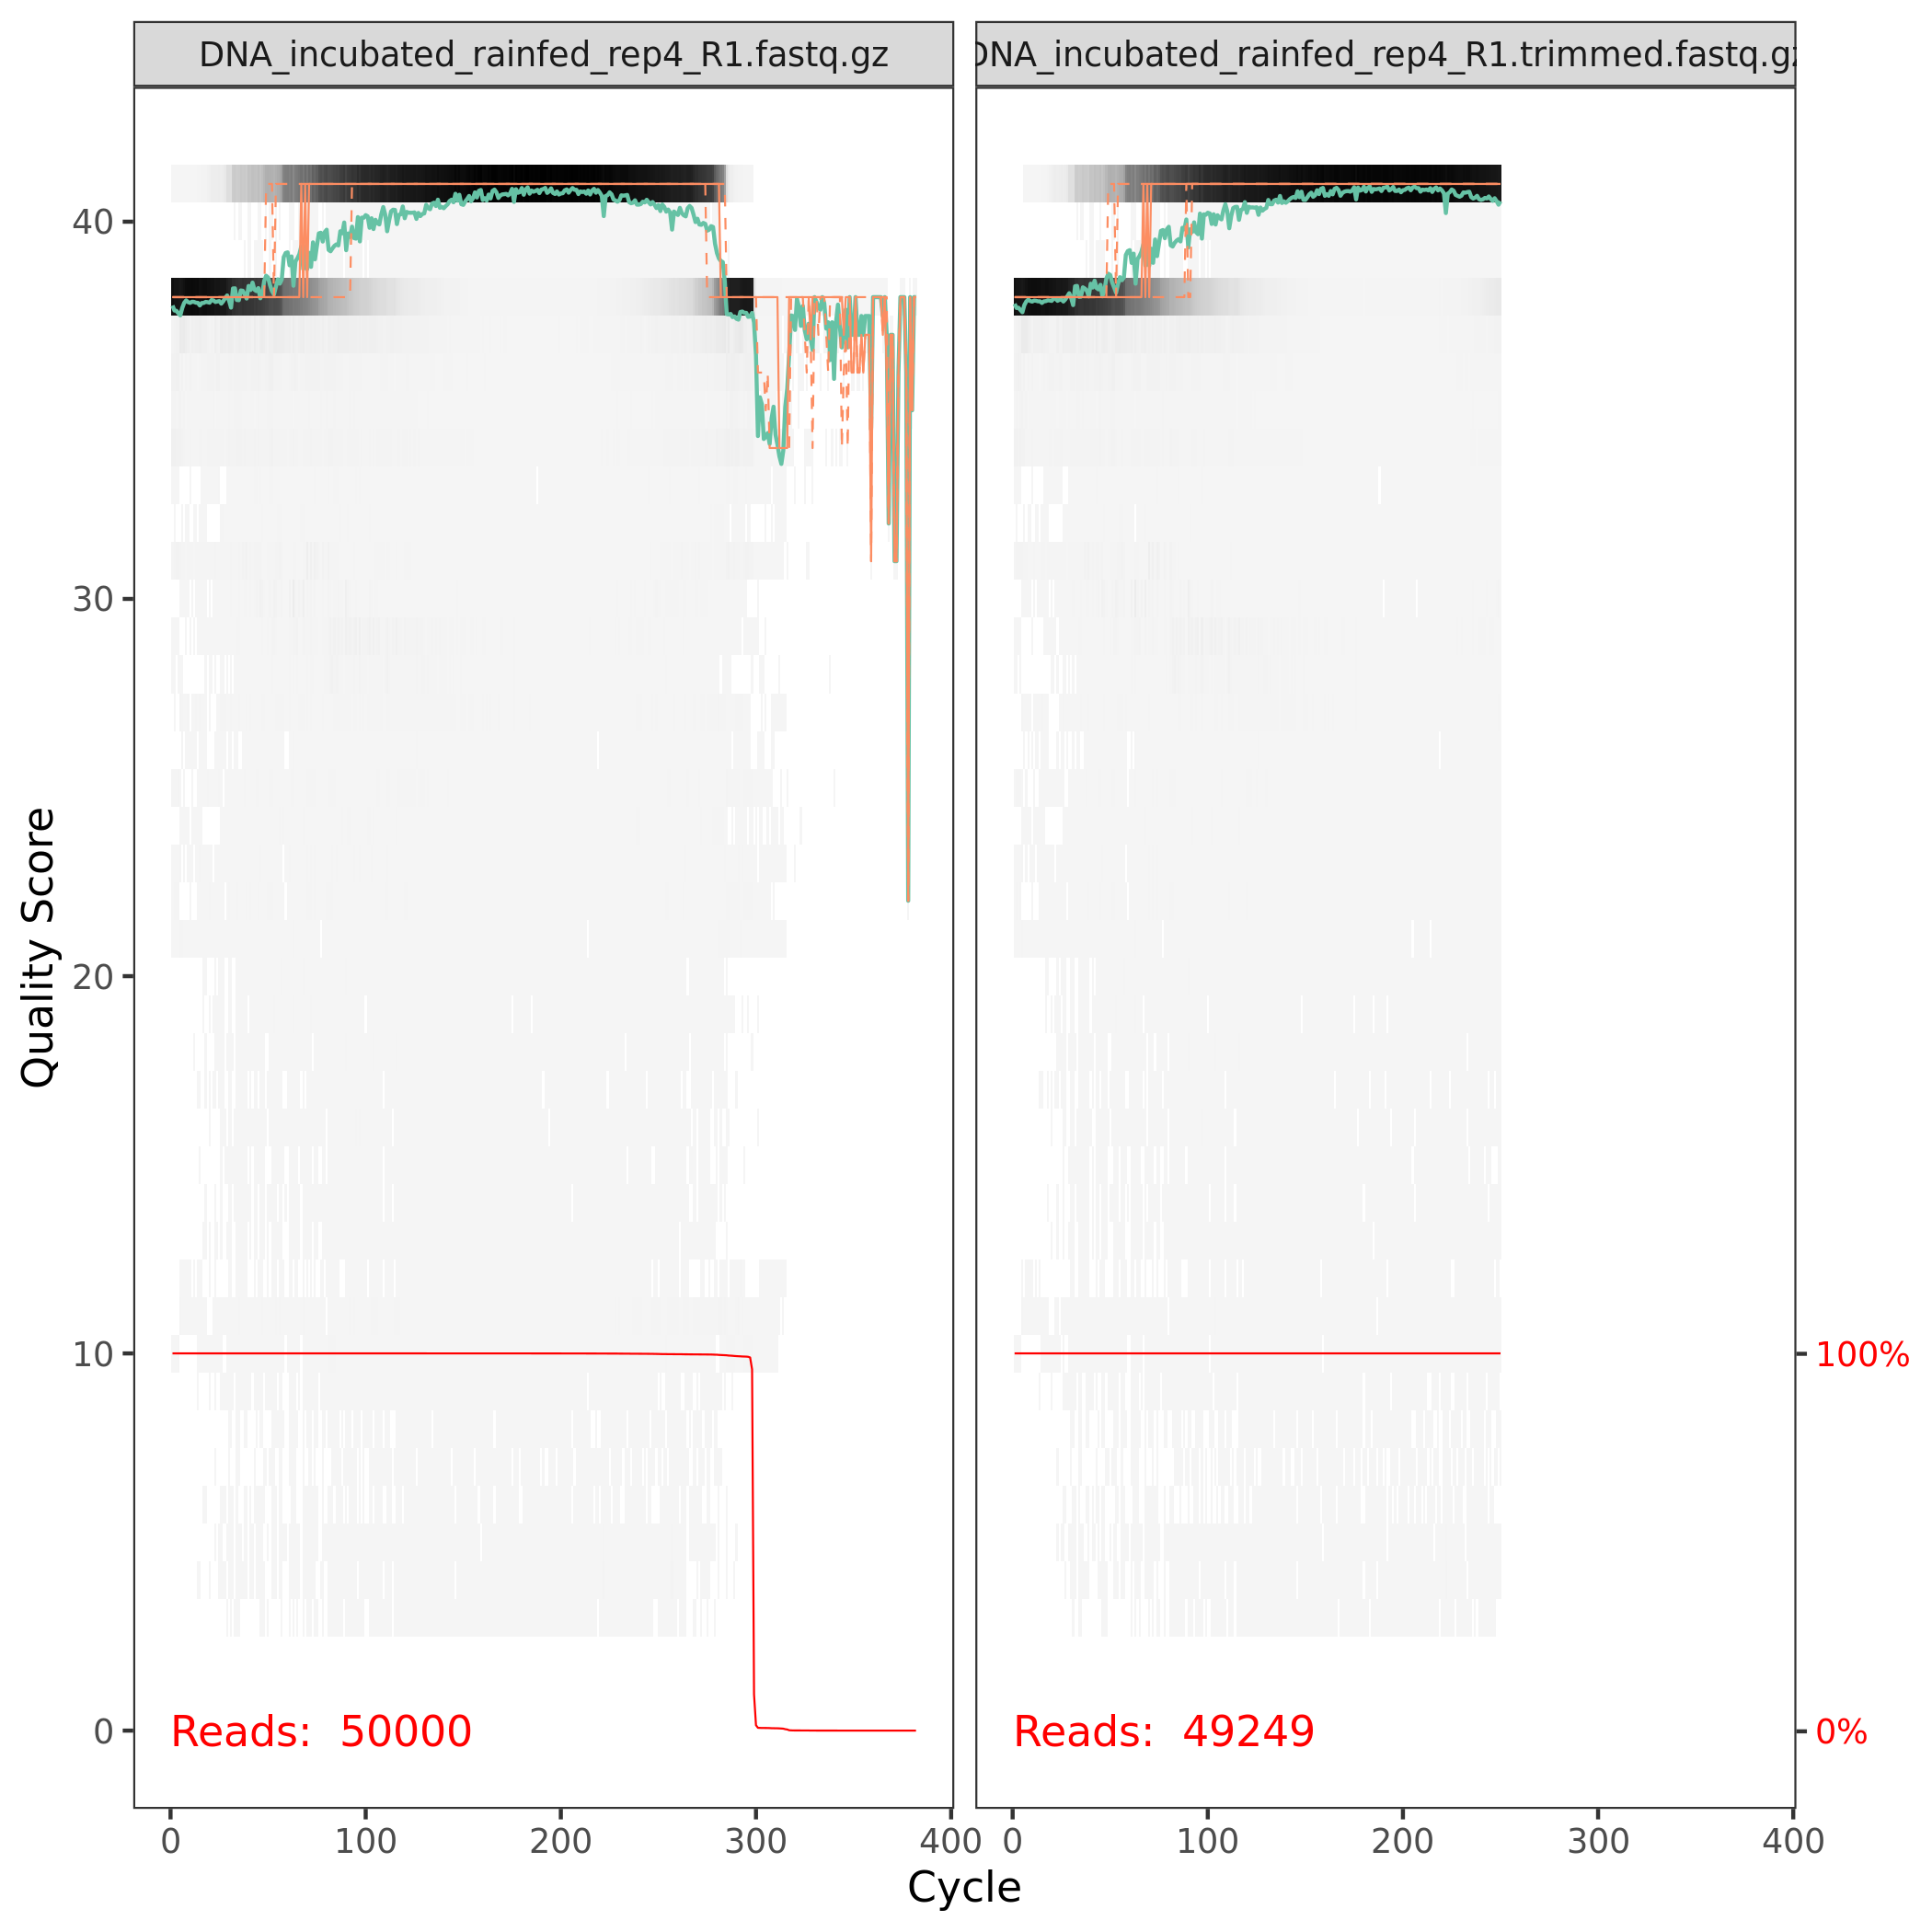 DNA_incubated_rainfed_rep4_R1.fastq.gz
DNA_incubated_rainfed_rep4_R1.trimmed.fastq.gz
Quality Score
40
30
20
10
0
Reads: 50000
Reads: 49249
100%
0%
0 100 200 300 400
0 100 200 300 400
Cycle